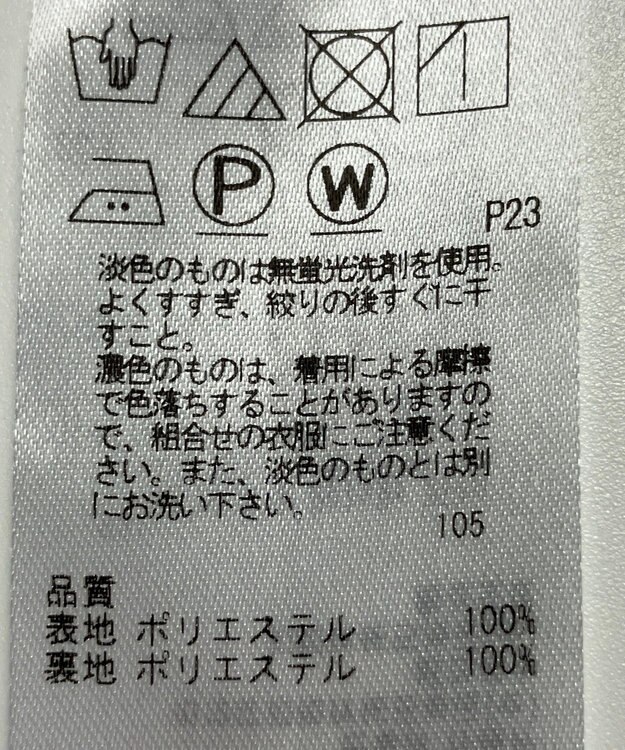 P W
P23
淡色のものは無蛍光洗剤を使用。
よくすすぎ、絞りの後すぐに干
すこと。
濃色のものは、着用による摩擦
で色落ちすることがありますの
で、組合せの衣服にご注意くだ
さい。また、淡色のものとは別
にお洗い下さい。
105
品質
表地 ポリエステル 100%
裏地 ポリエステル 100%